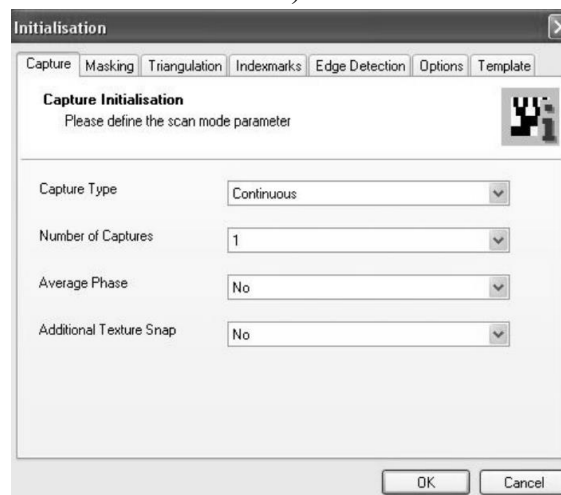 )
Initialisation
Capture Masking Triangulation Indexmarks Edge Detection Options Template
Capture Initialisation
Please define the scan mode parameter
Capture Type Continuous
Number of Captures 1
Average Phase No
Additional Texture Snap No
OK Cancel